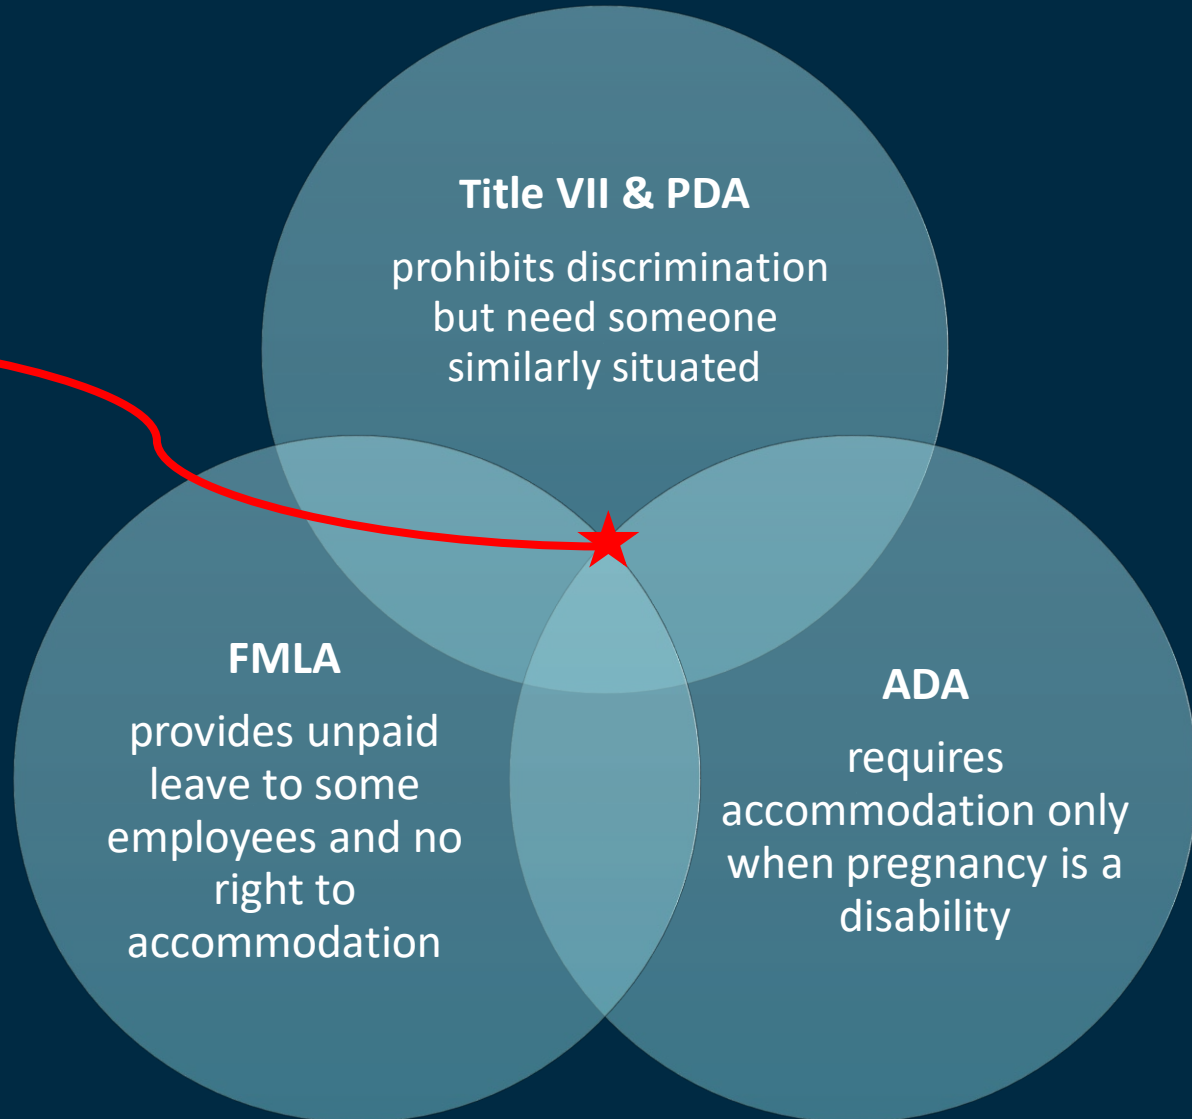 Title VII & PDA
prohibits discrimination
but need someone
similarly situated
FMLA
provides unpaid
leave to some
employees and no
right to
accommodation
ADA
requires
accommodation only
when pregnancy is a
disability